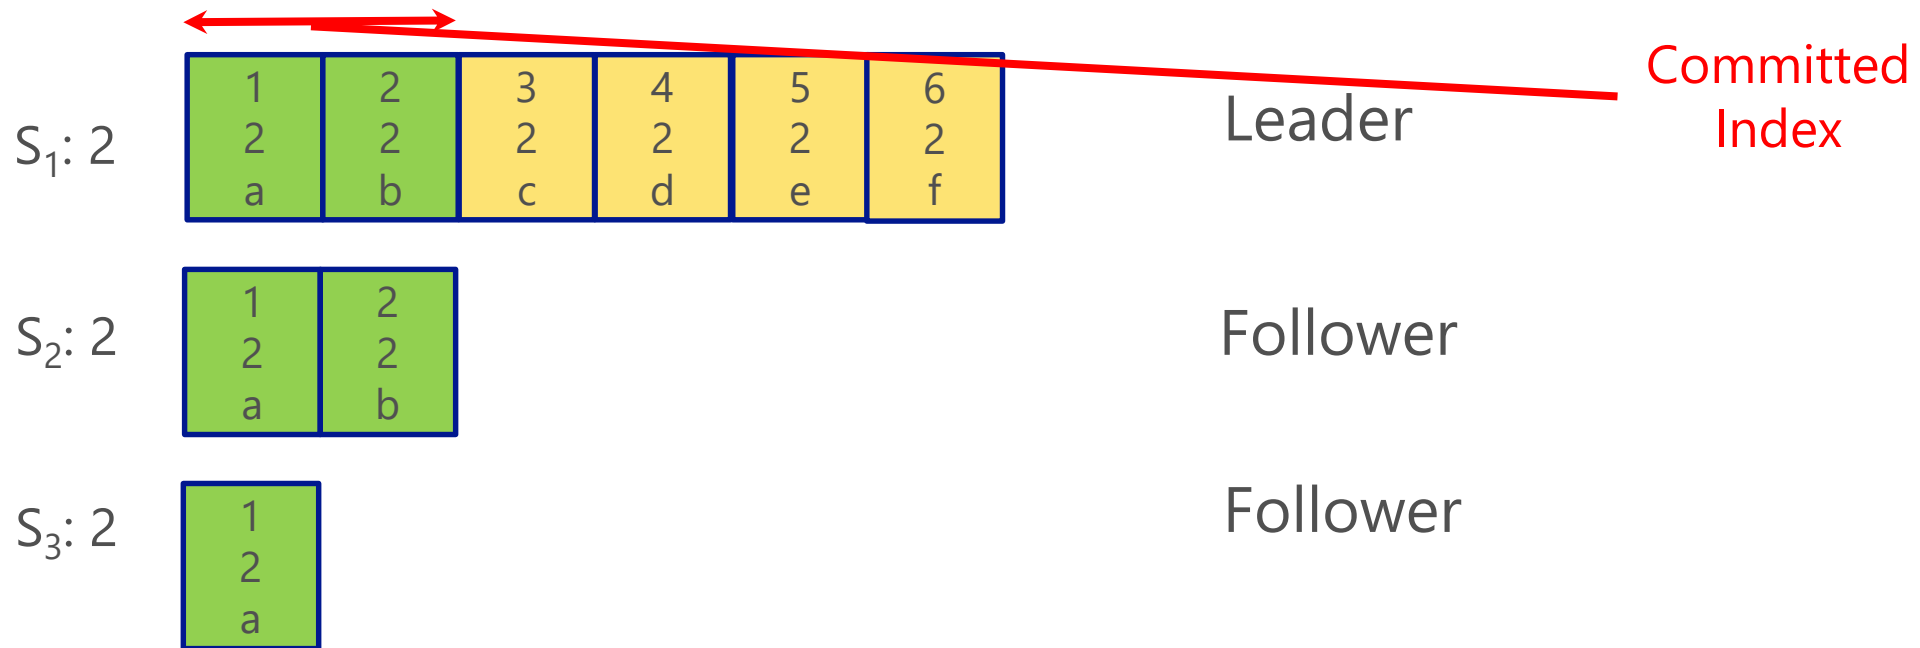 Committed
Index
S1: 2
1 2 3 4 5 6
2 2 2 2 2 2
a b c d e f
Leader
S2: 2
1 2
2 2
a b
Follower
S3: 2
1
2
a
Follower